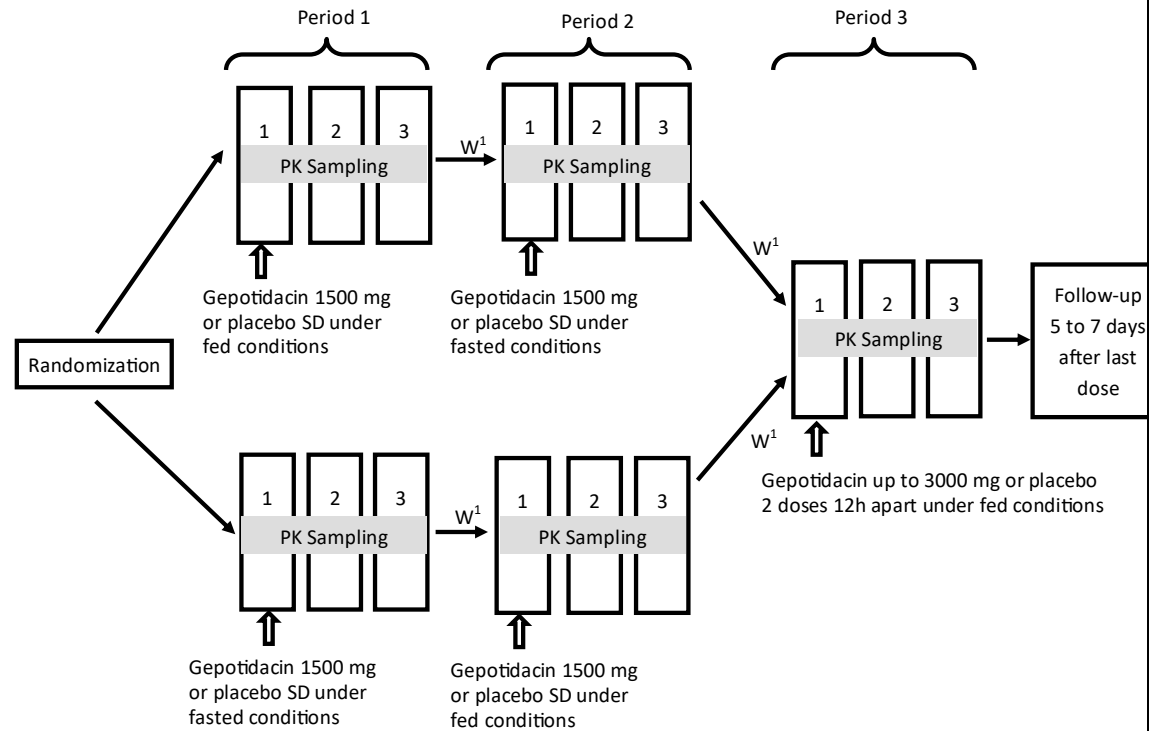 Period 1
Period 2
Period 3
1 2 3
PK Sampling
W¹
1 2 3
PK Sampling
Gepotidacin 1500 mg
or placebo SD under
fed conditions
Gepotidacin 1500 mg
or placebo SD under
fasted conditions
W¹
Randomization
1 2 3
PK Sampling
Follow-up
5 to 7 days
after last
dose
W¹
Gepotidacin up to 3000 mg or placebo
2 doses 12h apart under fed conditions
1 2 3
PK Sampling
W¹
1 2 3
PK Sampling
Gepotidacin 1500 mg
or placebo SD under
fasted conditions
Gepotidacin 1500 mg
or placebo SD under
fed conditions